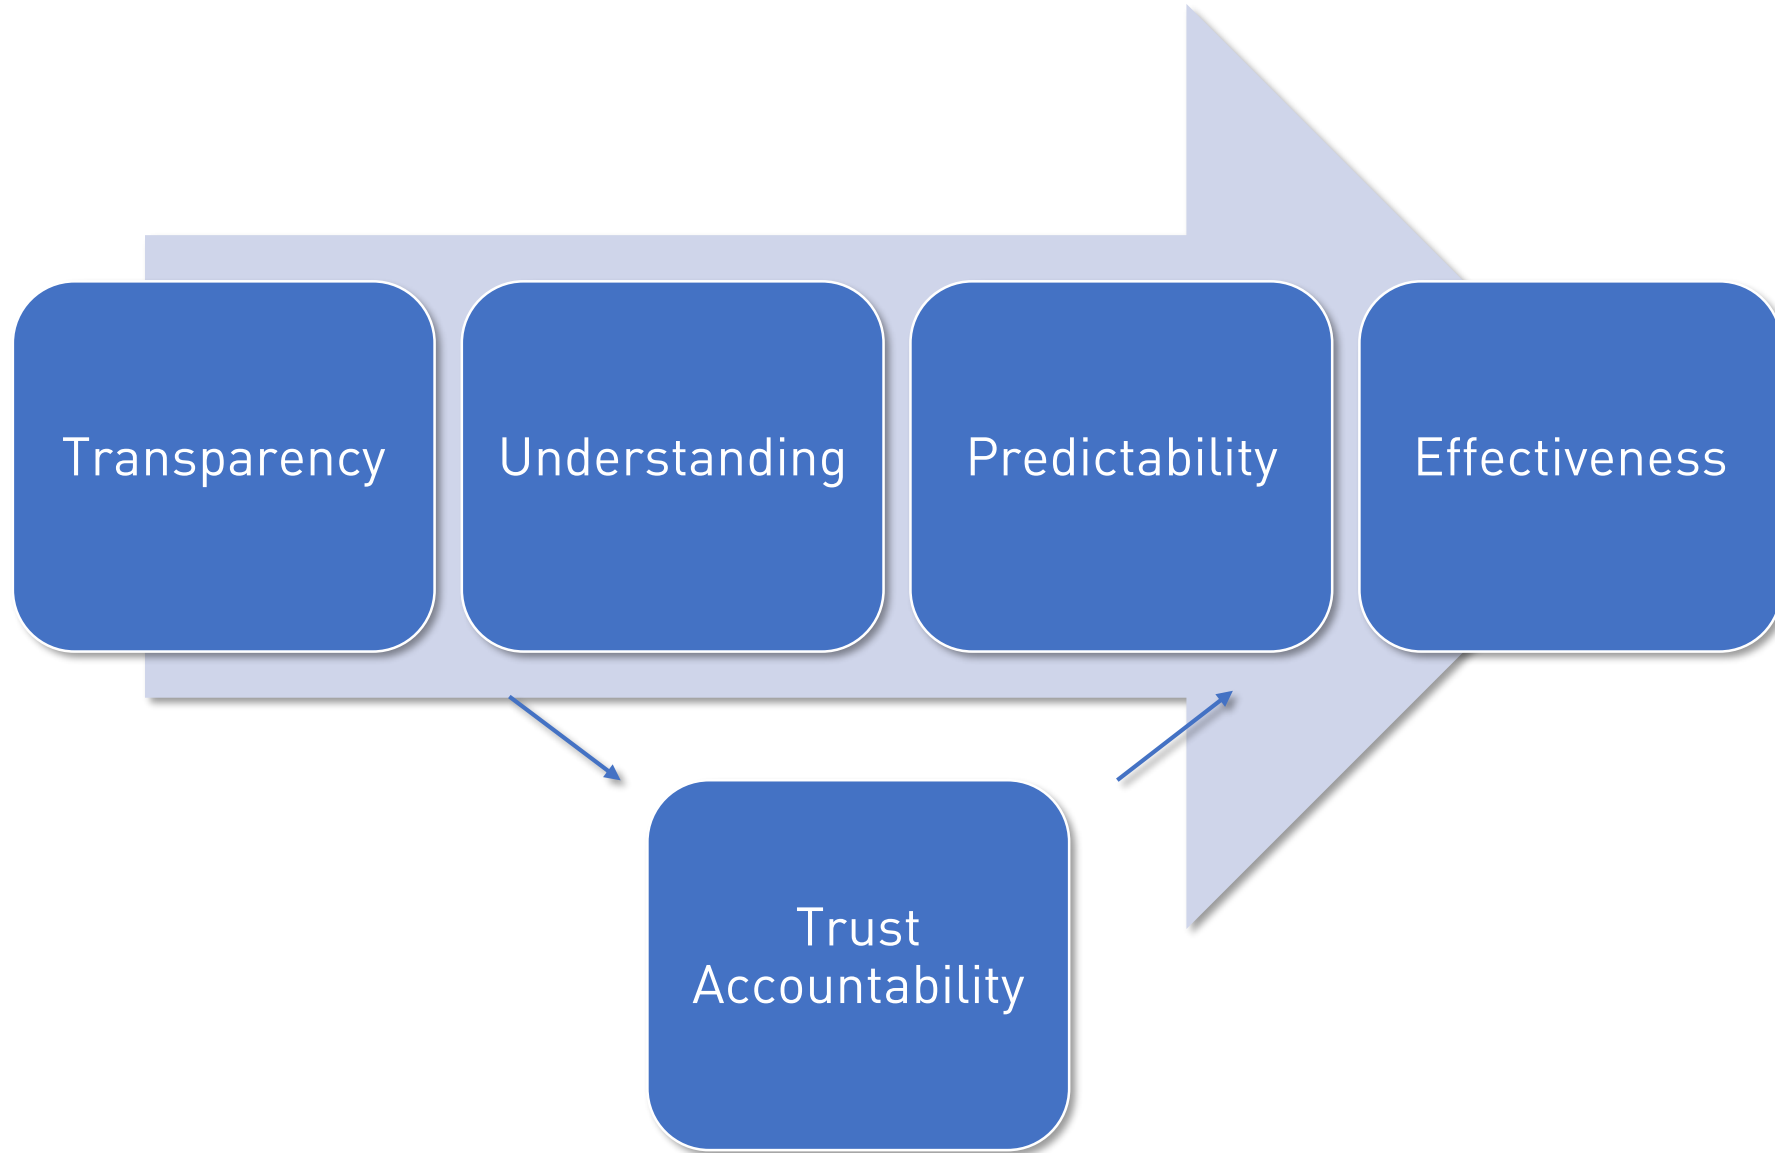 Transparency
Understanding
Predictability
Effectiveness
Trust
Accountability